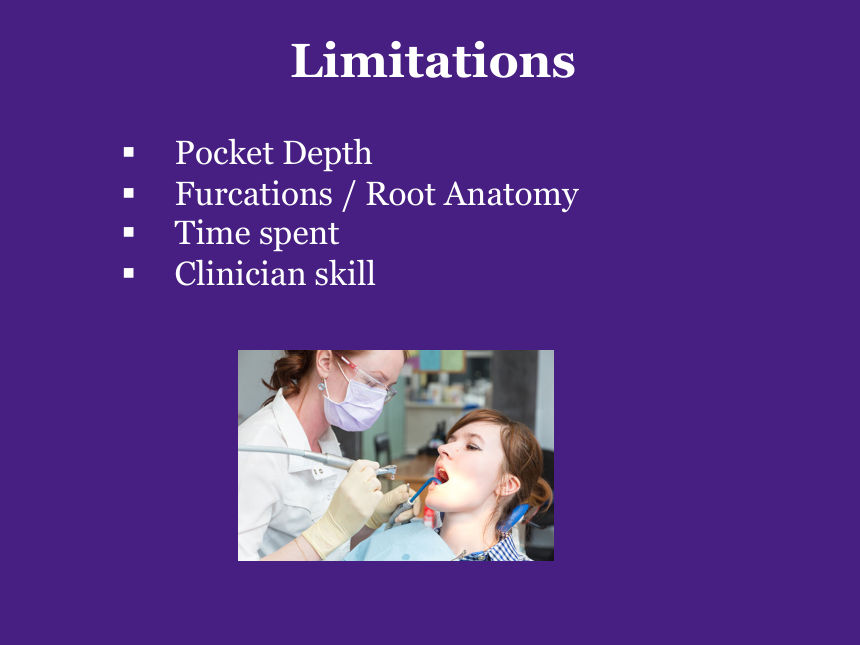 Limitations
▪ Pocket Depth
▪ Furcations / Root Anatomy
▪ Time spent
▪ Clinician skill